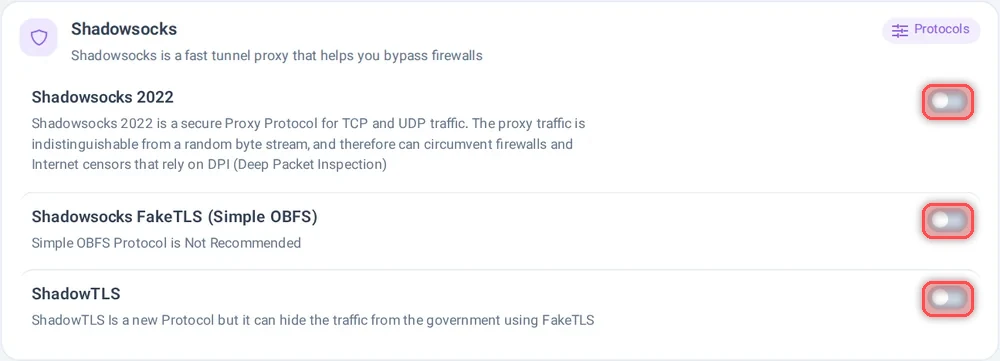 Shadowsocks
Protocols
Shadowsocks is a fast tunnel proxy that helps you bypass firewalls
Shadowsocks 2022
Shadowsocks 2022 is a secure Proxy Protocol for TCP and UDP traffic. The proxy traffic is
indistinguishable from a random byte stream, and therefore can circumvent firewalls and
Internet censors that rely on DPI (Deep Packet Inspection)
Shadowsocks FakeTLS (Simple OBFS)
Simple OBFS Protocol is Not Recommended
ShadowTLS
ShadowTLS Is a new Protocol but it can hide the traffic from the government using FakeTLS